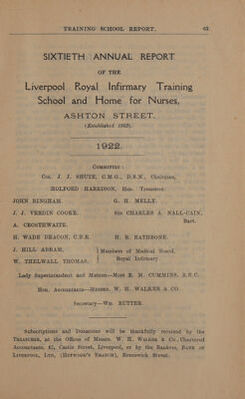 TRAINING SCHOOL REPORT. 63
SIXTIETH ANNUAL REPORT
OF THE
Liverpool Royal Infirmary Training
School and Home for Nurses,
ASHTON STREET.
(Established 1862).
1922.
COMMITTEE:
COL. J. J. SHUTE, C.M.G., D.S.O., Chairman,
HOLFORD HARRISON, Hon. Treasurer.
JOHN BINGHAM. G. H. MELLY.
J. J. VERDIN COOKE. SIR CHARLES A. NALL-CAIN, Bart.
A. CROSTHWAITE.
H. WADE DEACON, C.B.E. H. R. RATHBONE.
J. HILL ABRAM, } Members of Medical Board,
W. THELWALL THOMAS, Royal Infirmary
Lady Superintendent and Matron—MISS E. M. CUMMINS, R.R.C.
HON. Accountants—MESSRS. W. H. WALKER & CO.
Secretary—WM. RUTTER.
Subscriptions and Donations will be thankfully received by the
TREASURER, at the Offices of Messrs. W. H. WALKER & Co., Chartered
Accountants, Castle Street, Liverpool, or by the BARCLAY BANK OF
LIVERPOOL, LTD, (HEYWOOD'S BRANCH), Brunswick Street.